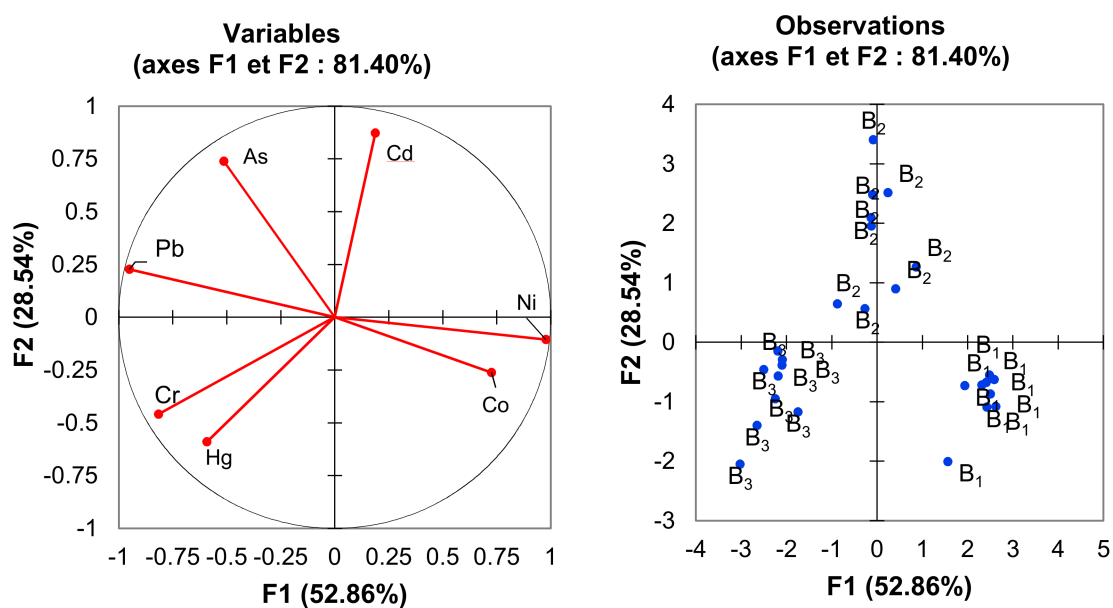 Variables
(axes F1 et F2 : 81.40%)
1
0.75
0.5
0.25
0
-0.25
-0.5
-0.75
-1
F2 (28.54%)
As
Cd
Pb
Ni
Co
Cr
Hg
-1 -0.75 -0.5 -0.25 0 0.25 0.5 0.75 1
F1 (52.86%)
Observations
(axes F1 et F2 : 81.40%)
4
3
2
1
0
-1
-2
-3
F2 (28.54%)
B₂
B₂
B₂
B₂
B₂
B₂
B₂
B₂
B₂
B₃
B₃
B₃
B₃
B₃
B₃
B₃
B₃
B₃
B₁
B₁
B₁
B₁
B₁
B₁
B₁
B₁
B₁
-4 -3 -2 -1 0 1 2 3 4 5
F1 (52.86%)